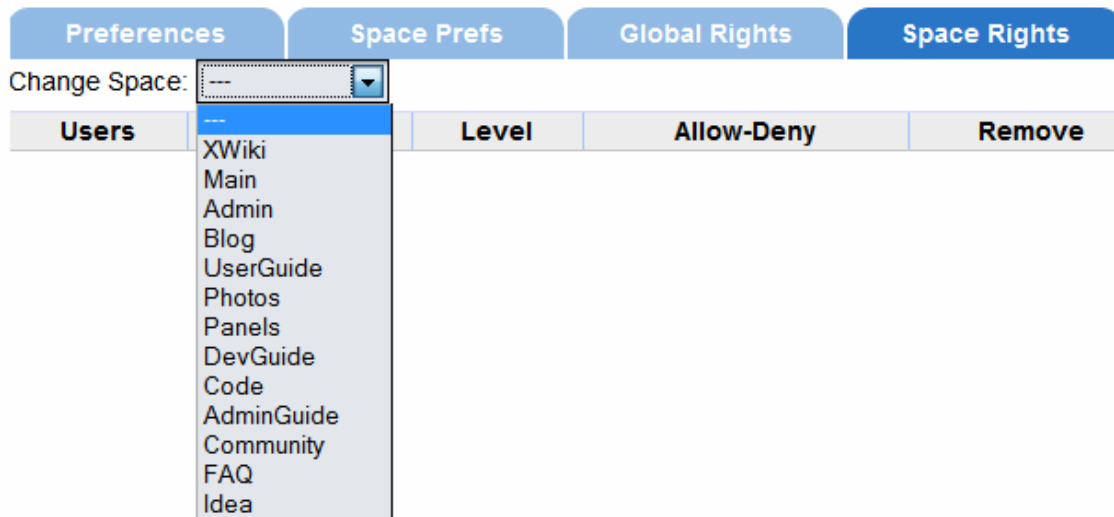 Preferences Space Prefs Global Rights Space Rights
Change Space: ---
Users Level Allow-Deny Remove
---
XWiki
Main
Admin
Blog
UserGuide
Photos
Panels
DevGuide
Code
AdminGuide
Community
FAQ
Idea